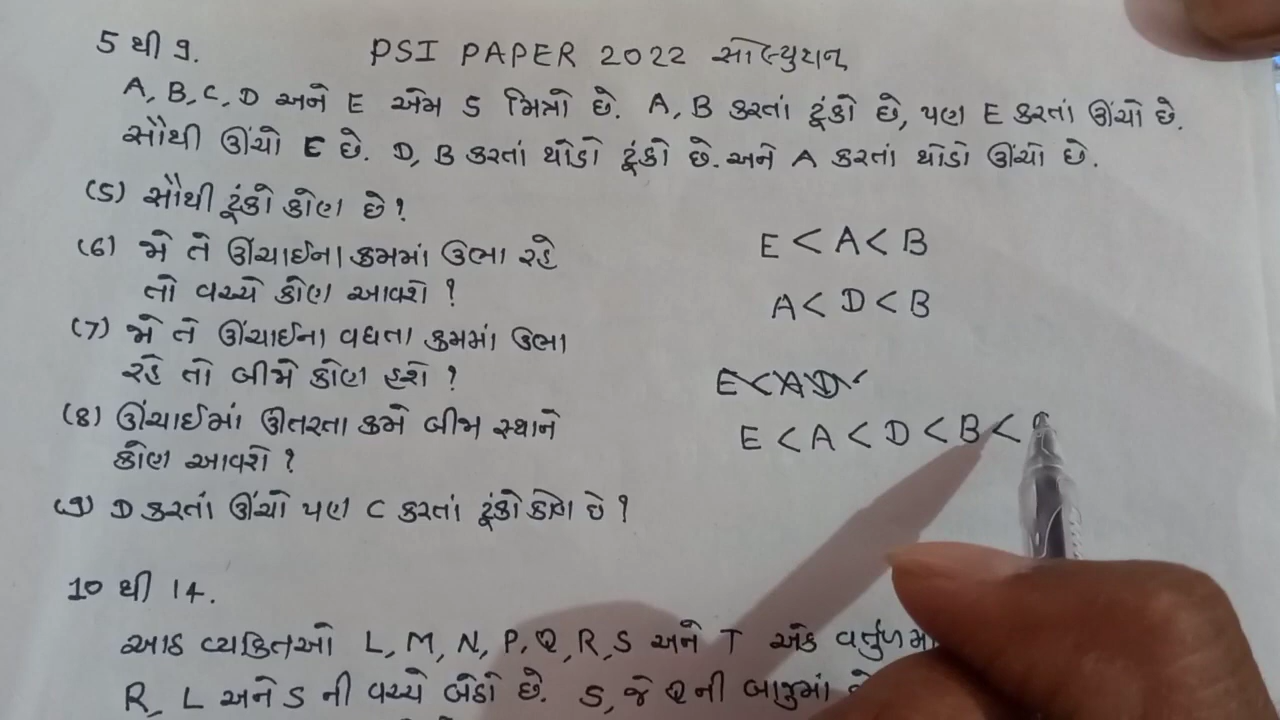 5 થી 9.
PSI PAPER 2022 સોલ્યુશન
A, B, C, D અને E એમ 5 મિત્રો છે. A, B કરતાં ટૂંકો છે, પણ E કરતાં ઊંચો છે.
સૌથી ઊંચો E છે. D, B કરતાં થોડો ટૂંકો છે. અને A કરતાં થોડો ઊંચો છે.
(5) સૌથી ટૂંકો કોણ છે?
(6) જો તે ઊંચાઈના ક્રમમાં ઉભા રહે
તો વચ્ચે કોણ આવશે ?
(7) જો તે ઊંચાઈના વધતા ક્રમમાં ઉભા
રહે તો બીજો કોણ હશે ?
(8) ઊંચાઈમાં ઊતરતા ક્રમે બીજા સ્થાને
કોણ આવશે ?
(9) D કરતાં ઊંચો પણ C કરતાં ટૂંકો કોણ છે ?
E < A < B
A < D < B
E < A D <
E < A < D < B <
10 થી 14.
આઠ વ્યક્તિઓ L, M, N, P, Q, R, S અને T એક વર્તુળમાં
R, L અને S ની વચ્ચે બેઠો છે. S, જે Q ની બાજુમાં